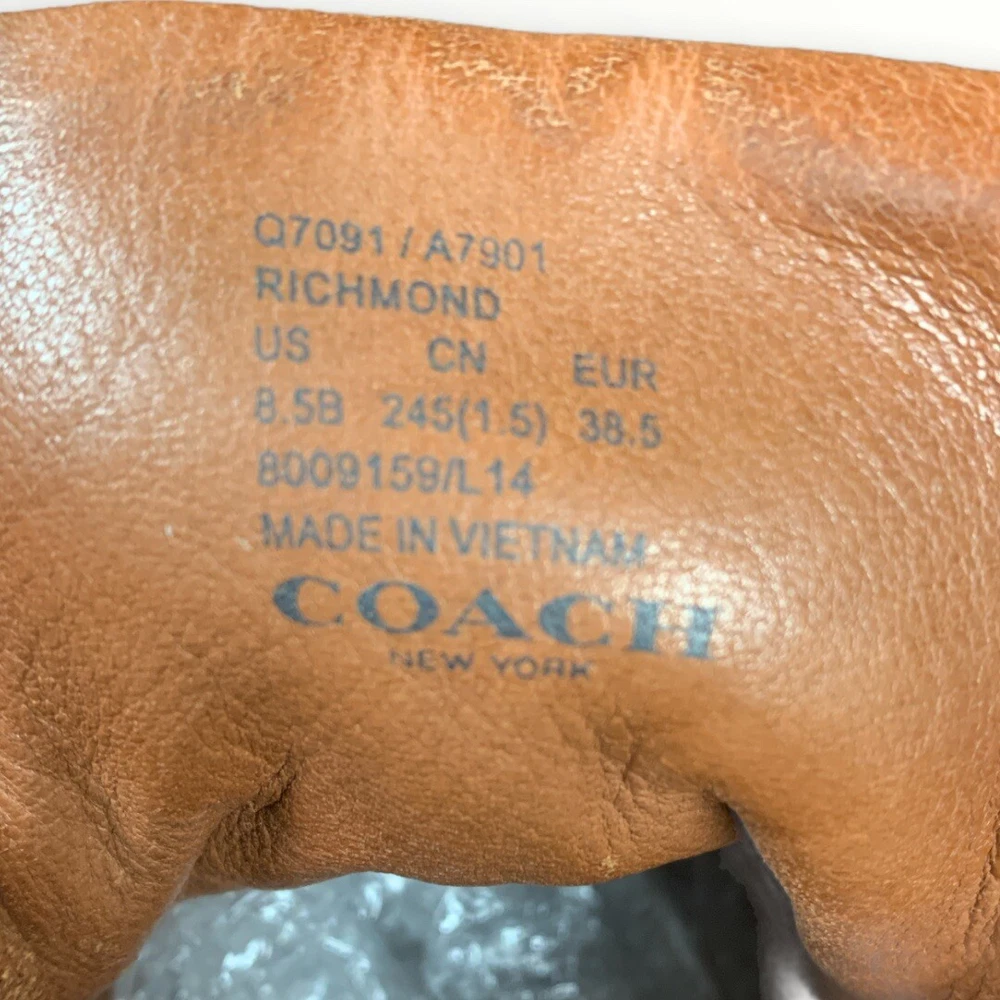 Q7091 / A7901
RICHMOND
US CN EUR
8.5B 245(1.5) 38.5
8009159/L14
MADE IN VIETNAM
COACH
NEW YORK